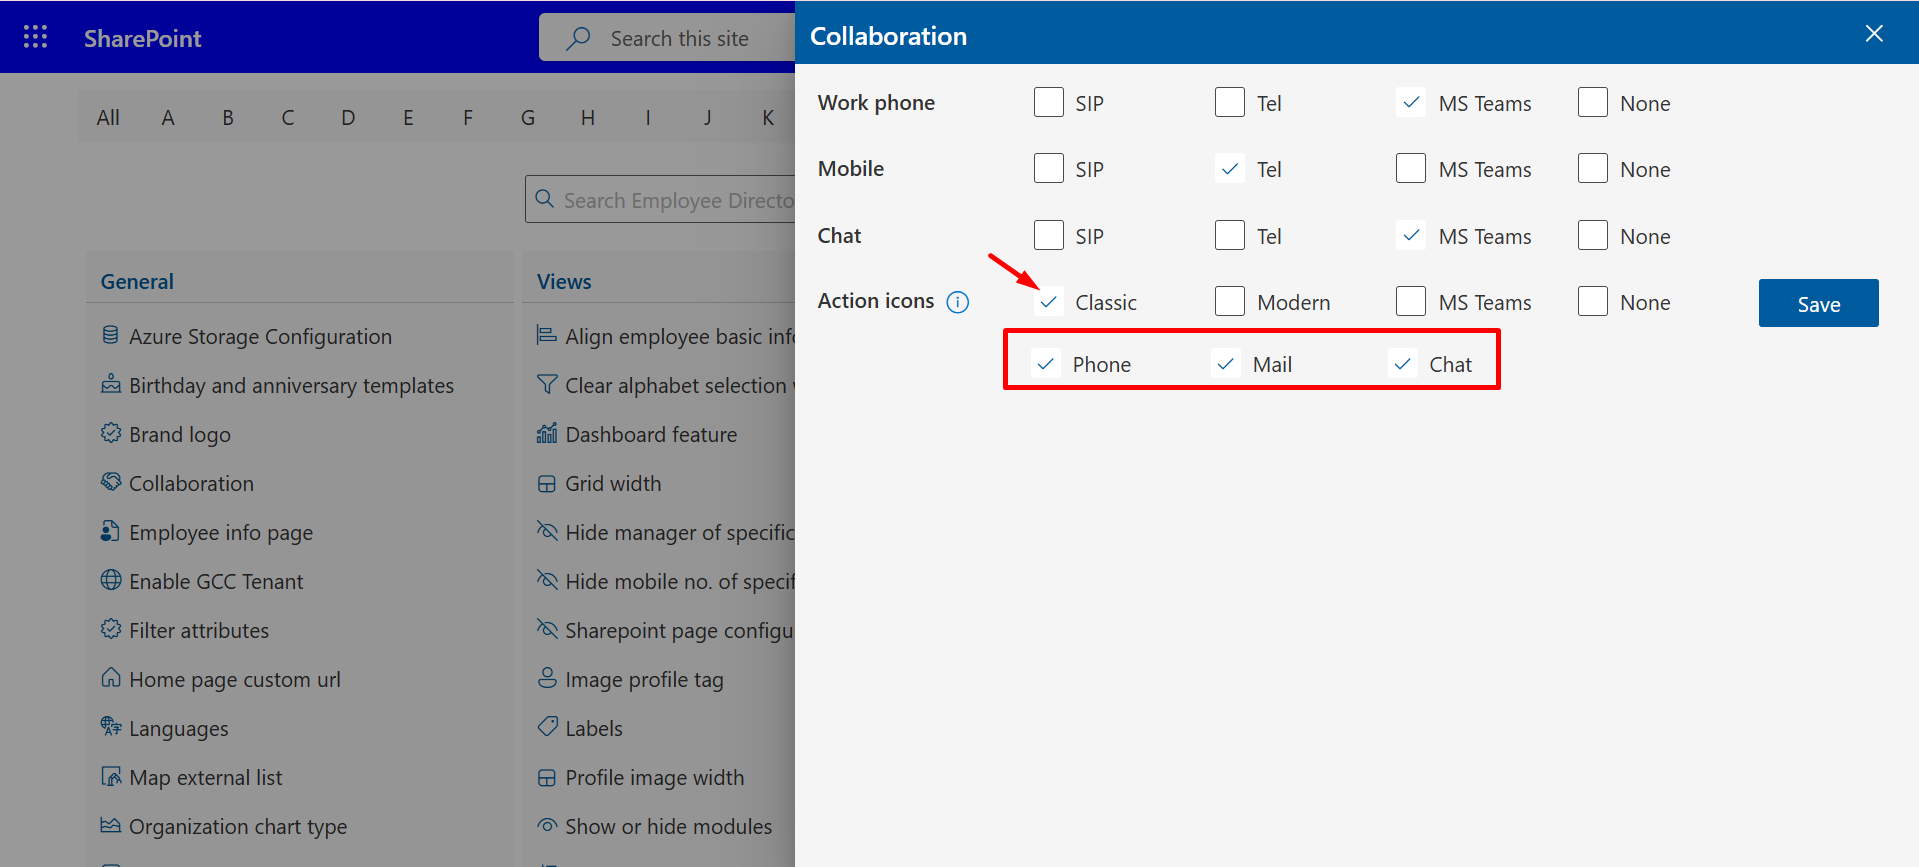 SharePoint
Search this site
All A B C D E F G H I J K
Search Employee Directo
General
Azure Storage Configuration
Birthday and anniversary templates
Brand logo
Collaboration
Employee info page
Enable GCC Tenant
Filter attributes
Home page custom url
Languages
Map external list
Organization chart type
Views
Align employee basic info
Clear alphabet selection
Dashboard feature
Grid width
Hide manager of specific
Hide mobile no. of specif
Sharepoint page configu
Image profile tag
Labels
Profile image width
Show or hide modules
Collaboration
Work phone SIP Tel MS Teams None
Mobile SIP Tel MS Teams None
Chat SIP Tel MS Teams None
Action icons Classic Modern MS Teams None Save
Phone Mail Chat